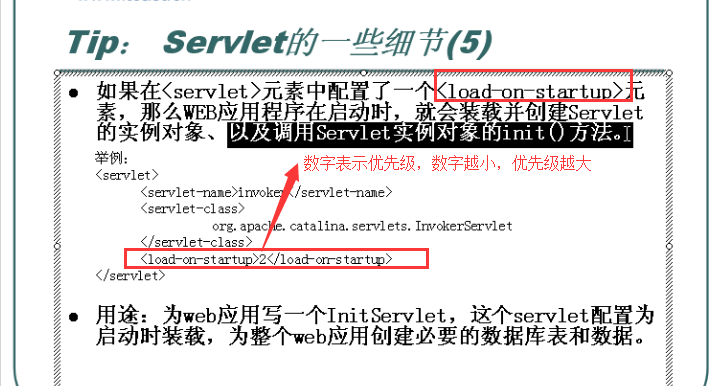 Tip： Servlet的一些细节(5)
如果在<servlet>元素中配置了一个<load-on-startup>元
素，那么WEB应用程序在启动时，就会装载并创建Servlet
的实例对象、以及调用Servlet实例对象的init()方法。
举例：
数字表示优先级，数字越小，优先级越大
<servlet>
<servlet-name>invoker</servlet-name>
<servlet-class>
org.apache.catalina.servlets.InvokerServlet
</servlet-class>
<load-on-startup>2</load-on-startup>
</servlet>
用途：为web应用写一个InitServlet，这个servlet配置为
启动时装载，为整个web应用创建必要的数据库表和数据。